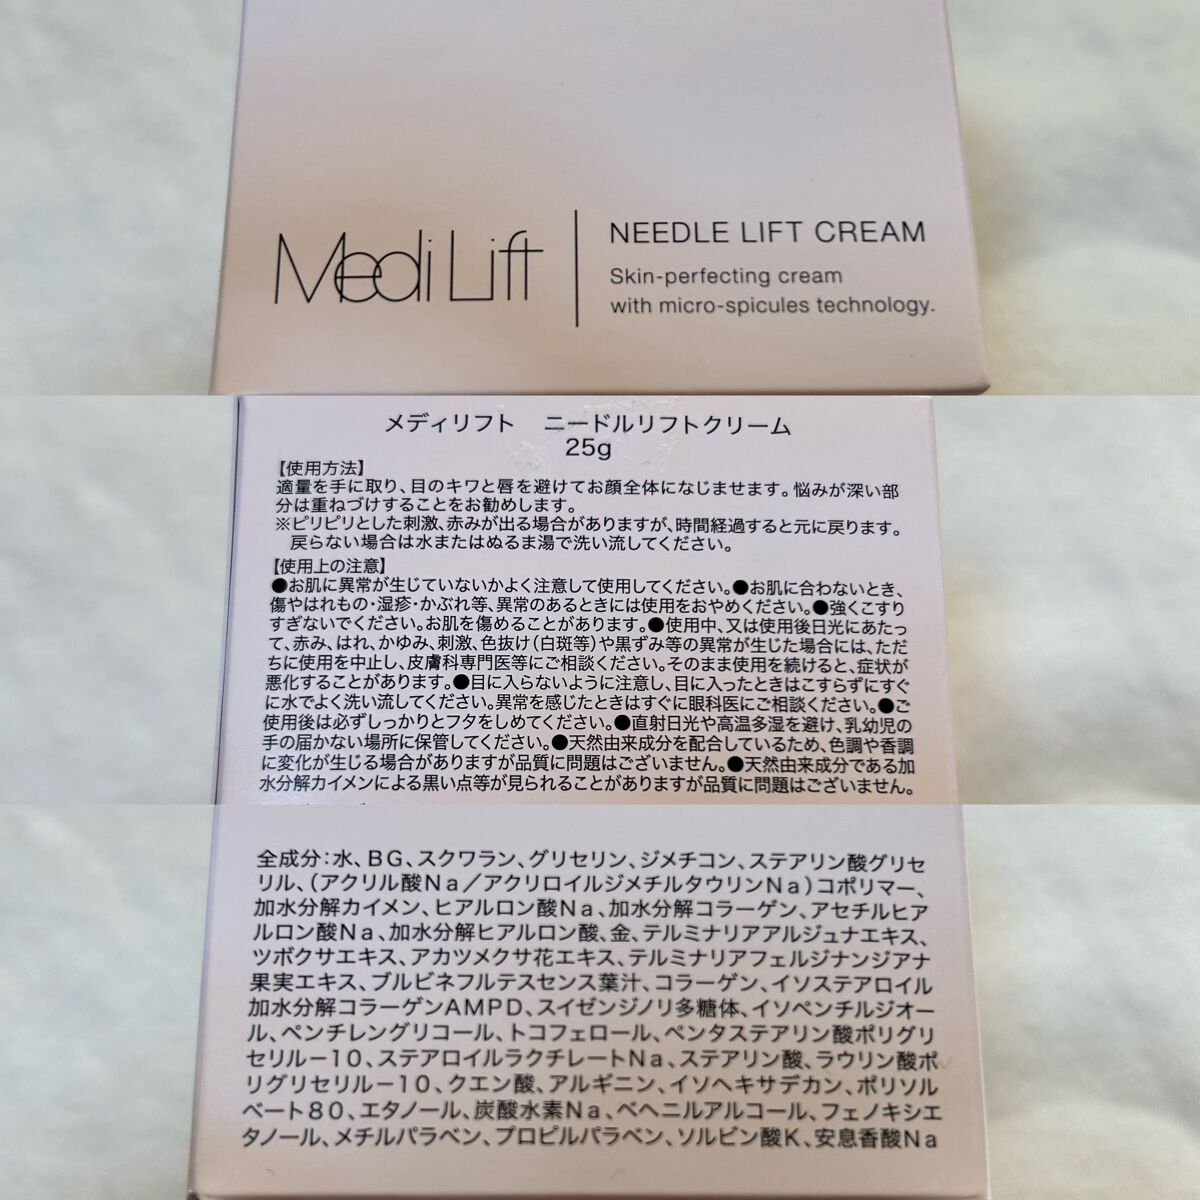 Medi Lift
NEEDLE LIFT CREAM
Skin-perfecting cream
with micro-spicules technology.
メディリフト　ニードルリフトクリーム
25g
【使用方法】
適量を手に取り、目のキワと唇を避けてお顔全体になじませます。悩みが深い部
分は重ねづけすることをお勧めします。
※ピリピリとした刺激、赤みが出る場合がありますが、時間経過すると元に戻ります。
戻らない場合は水またはぬるま湯で洗い流してください。
【使用上の注意】
●お肌に異常が生じていないかよく注意して使用してください。●お肌に合わないとき、
傷やはれもの・湿疹・かぶれ等、異常のあるときには使用をおやめください。●強くこすり
すぎないでください。お肌を傷めることがあります。●使用中、又は使用後日光にあたっ
て、赤み、はれ、かゆみ、刺激、色抜け（白斑等）や黒ずみ等の異常が生じた場合には、ただ
ちに使用を中止し、皮膚科専門医等にご相談ください。そのまま使用を続けると、症状が
悪化することがあります。●目に入らないように注意し、目に入ったときはこすらずにすぐ
に水でよく洗い流してください。異常を感じたときはすぐに眼科医にご相談ください。●ご
使用後は必ずしっかりとフタをしめてください。●直射日光や高温多湿を避け、乳幼児の
手の届かない場所に保管してください。●天然由来成分を配合しているため、色調や香調
に変化が生じる場合がありますが品質に問題はございません。●天然由来成分である加
水分解カイメンによる黒い点等が見られることがありますが品質に問題はございません。
全成分：水、BG、スクワラン、グリセリン、ジメチコン、ステアリン酸グリセ
リル、（アクリル酸Na／アクリロイルジメチルタウリンNa）コポリマー、
加水分解カイメン、ヒアルロン酸Na、加水分解コラーゲン、アセチルヒア
ルロン酸Na、加水分解ヒアルロン酸、金、テルミナリアアルジュナエキス、
ツボクサエキス、アカツメクサ花エキス、テルミナリアフェルジナンジアナ
果実エキス、ブルビネフルテスセンス葉汁、コラーゲン、イソステアロイル
加水分解コラーゲンAMPD、スイゼンジノリ多糖体、イソペンチルジオー
ル、ペンチレングリコール、トコフェロール、ペンタステアリン酸ポリグリ
セリル－10、ステアロイルラクチレートNa、ステアリン酸、ラウリン酸ポ
リグリセリル－10、クエン酸、アルギニン、イソヘキサデカン、ポリソル
ベート80、エタノール、炭酸水素Na、ベヘニルアルコール、フェノキシエ
タノール、メチルパラベン、プロピルパラベン、ソルビン酸K、安息香酸Na